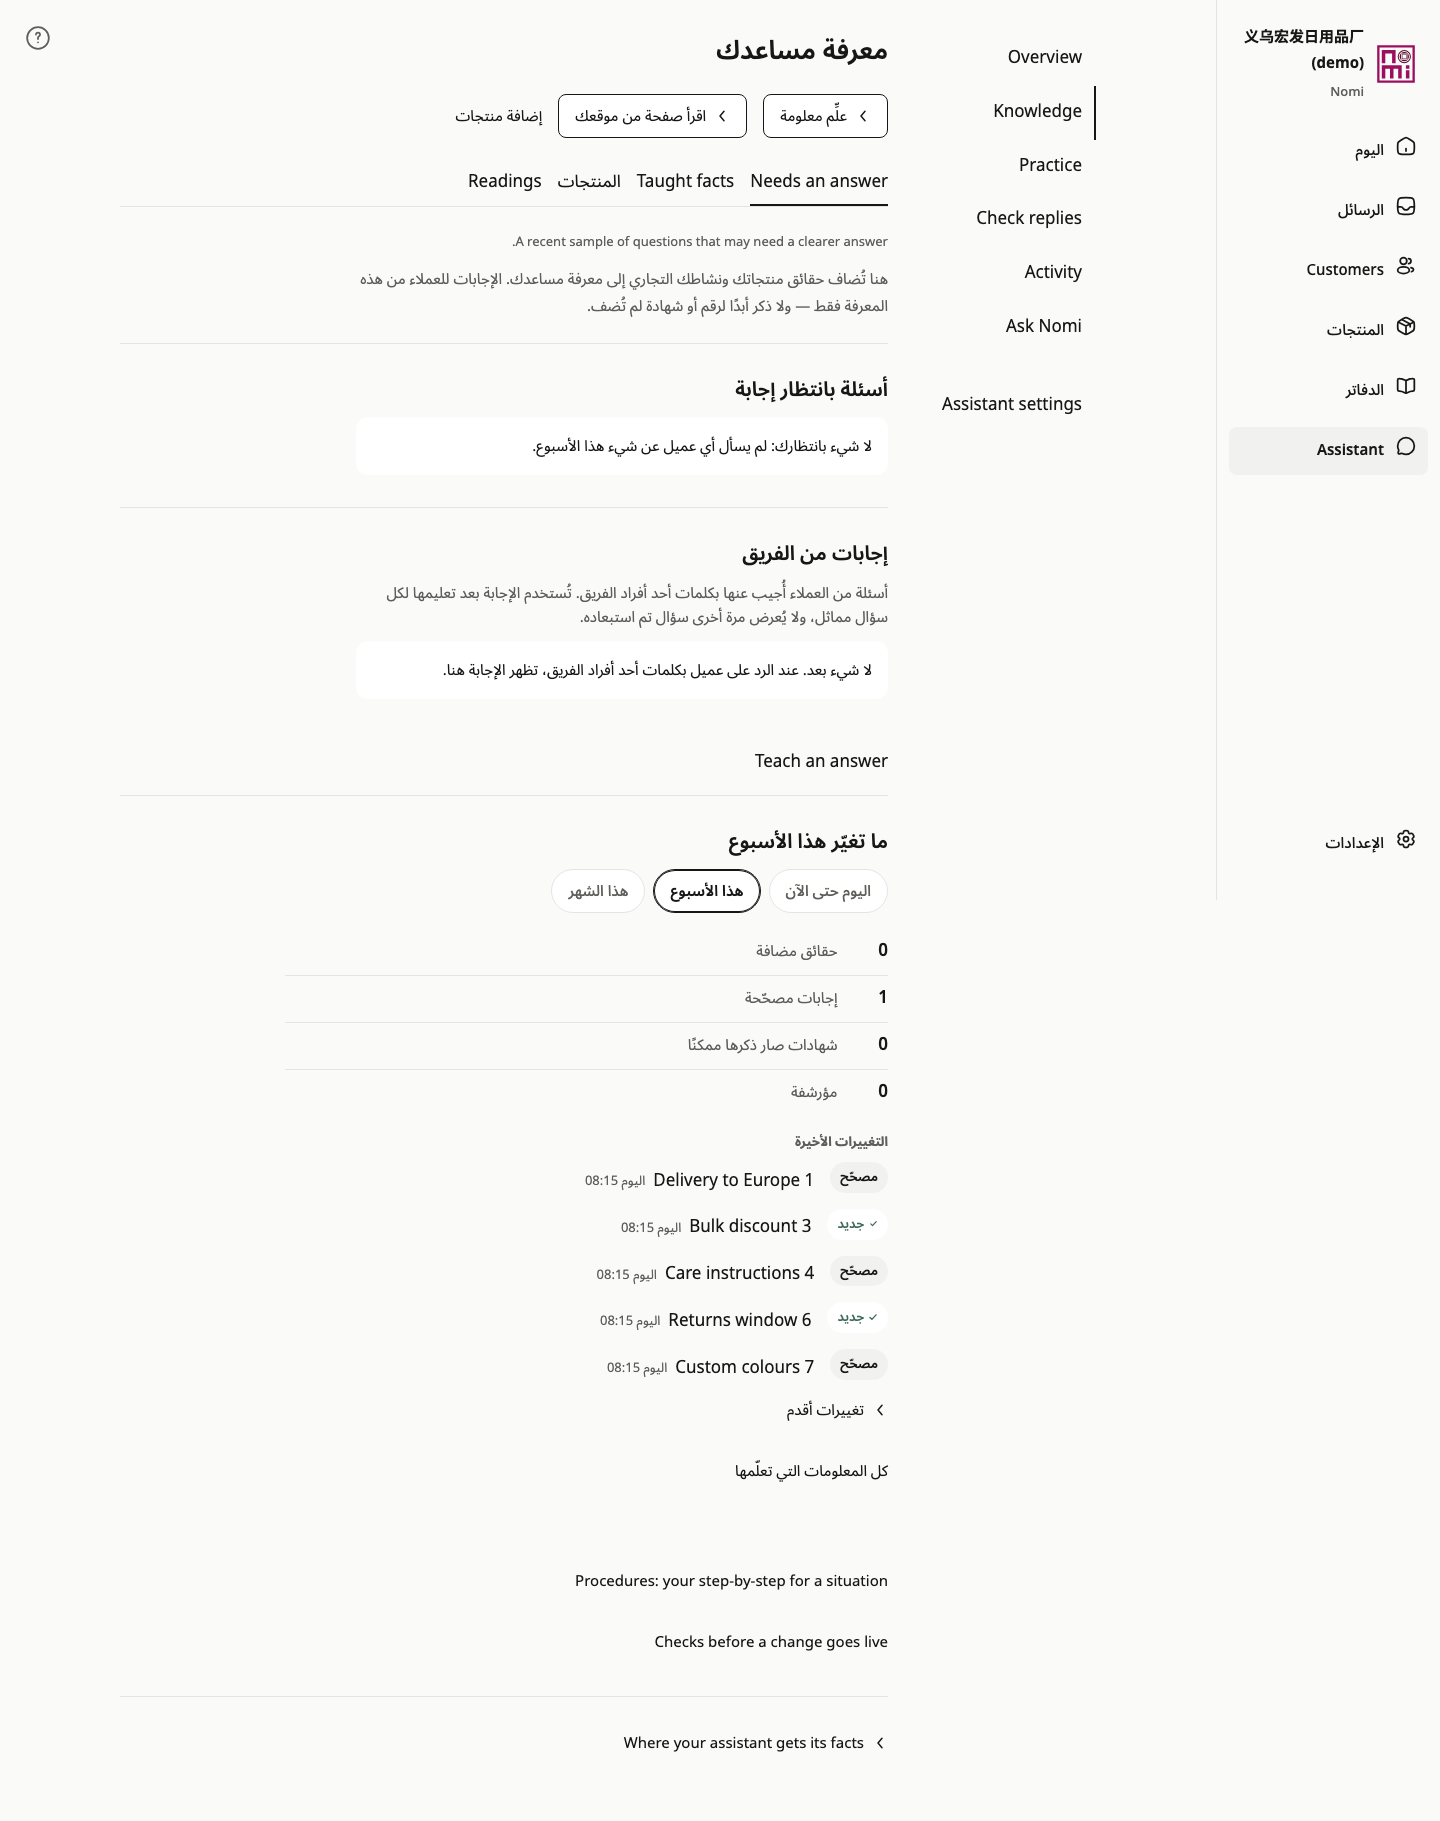 义乌宏发日用品厂
(demo)
Nomi
اليوم
الرسائل
Customers
المنتجات
الدفاتر
Assistant
الإعدادات
Overview
Knowledge
Practice
Check replies
Activity
Ask Nomi
Assistant settings
معرفة مساعدك
علِّم معلومة
اقرأ صفحة من موقعك
إضافة منتجات
Needs an answer
Taught facts
المنتجات
Readings
A recent sample of questions that may need a clearer answer.
هنا تُضاف حقائق منتجاتك ونشاطك التجاري إلى معرفة مساعدك. الإجابات للعملاء من هذه
المعرفة فقط — ولا ذكر أبدًا لرقم أو شهادة لم تُضف.
أسئلة بانتظار إجابة
لا شيء بانتظارك: لم يسأل أي عميل عن شيء هذا الأسبوع.
إجابات من الفريق
أسئلة من العملاء أُجيب عنها بكلمات أحد أفراد الفريق. تُستخدم الإجابة بعد تعليمها لكل
سؤال مماثل، ولا يُعرض مرة أخرى سؤال تم استبعاده.
لا شيء بعد. عند الرد على عميل بكلمات أحد أفراد الفريق، تظهر الإجابة هنا.
Teach an answer
ما تغيّر هذا الأسبوع
اليوم حتى الآن
هذا الأسبوع
هذا الشهر
0 حقائق مضافة
1 إجابات مصحّحة
0 شهادات صار ذكرها ممكنًا
0 مؤرشفة
التغييرات الأخيرة
مصحّح Delivery to Europe 1 اليوم 08:15
جديد Bulk discount 3 اليوم 08:15
مصحّح Care instructions 4 اليوم 08:15
جديد Returns window 6 اليوم 08:15
مصحّح Custom colours 7 اليوم 08:15
تغييرات أقدم
كل المعلومات التي تعلّمها
Procedures: your step-by-step for a situation
Checks before a change goes live
Where your assistant gets its facts